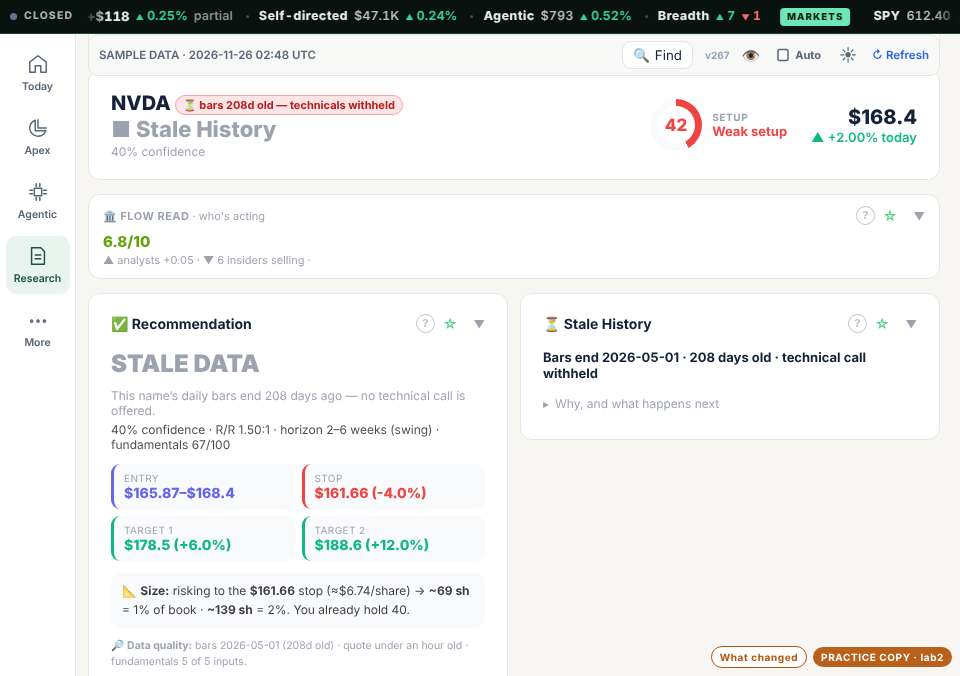 CLOSED +$118 ▲ 0.25% partial · Self-directed $47.1K ▲ 0.24% · Agentic $793 ▲ 0.52% · Breadth ▲ 7 ▼ 1 MARKETS SPY 612.40
SAMPLE DATA · 2026-11-26 02:48 UTC 🔍 Find v267 👁 Auto ☀ ↻ Refresh
Today
Apex
Agentic
Research
More
NVDA ⏳ bars 208d old — technicals withheld
■ Stale History
40% confidence
42
SETUP
Weak setup
$168.4
▲ +2.00% today
🏛 FLOW READ · who's acting ? ☆ ▼
6.8/10
▲ analysts +0.05 · ▼ 6 insiders selling ·
✅ Recommendation ? ☆ ▼
STALE DATA
This name's daily bars end 208 days ago — no technical call is
offered.
40% confidence · R/R 1.50:1 · horizon 2–6 weeks (swing) ·
fundamentals 67/100
ENTRY
$165.87–$168.4
STOP
$161.66 (-4.0%)
TARGET 1
$178.5 (+6.0%)
TARGET 2
$188.6 (+12.0%)
📐 Size: risking to the $161.66 stop (≈$6.74/share) → ~69 sh
= 1% of book · ~139 sh = 2%. You already hold 40.
🔎 Data quality: bars 2026-05-01 (208d old) · quote under an hour old ·
fundamentals 5 of 5 inputs.
⏳ Stale History ? ☆ ▼
Bars end 2026-05-01 · 208 days old · technical call
withheld
▸ Why, and what happens next
What changed
PRACTICE COPY · lab2